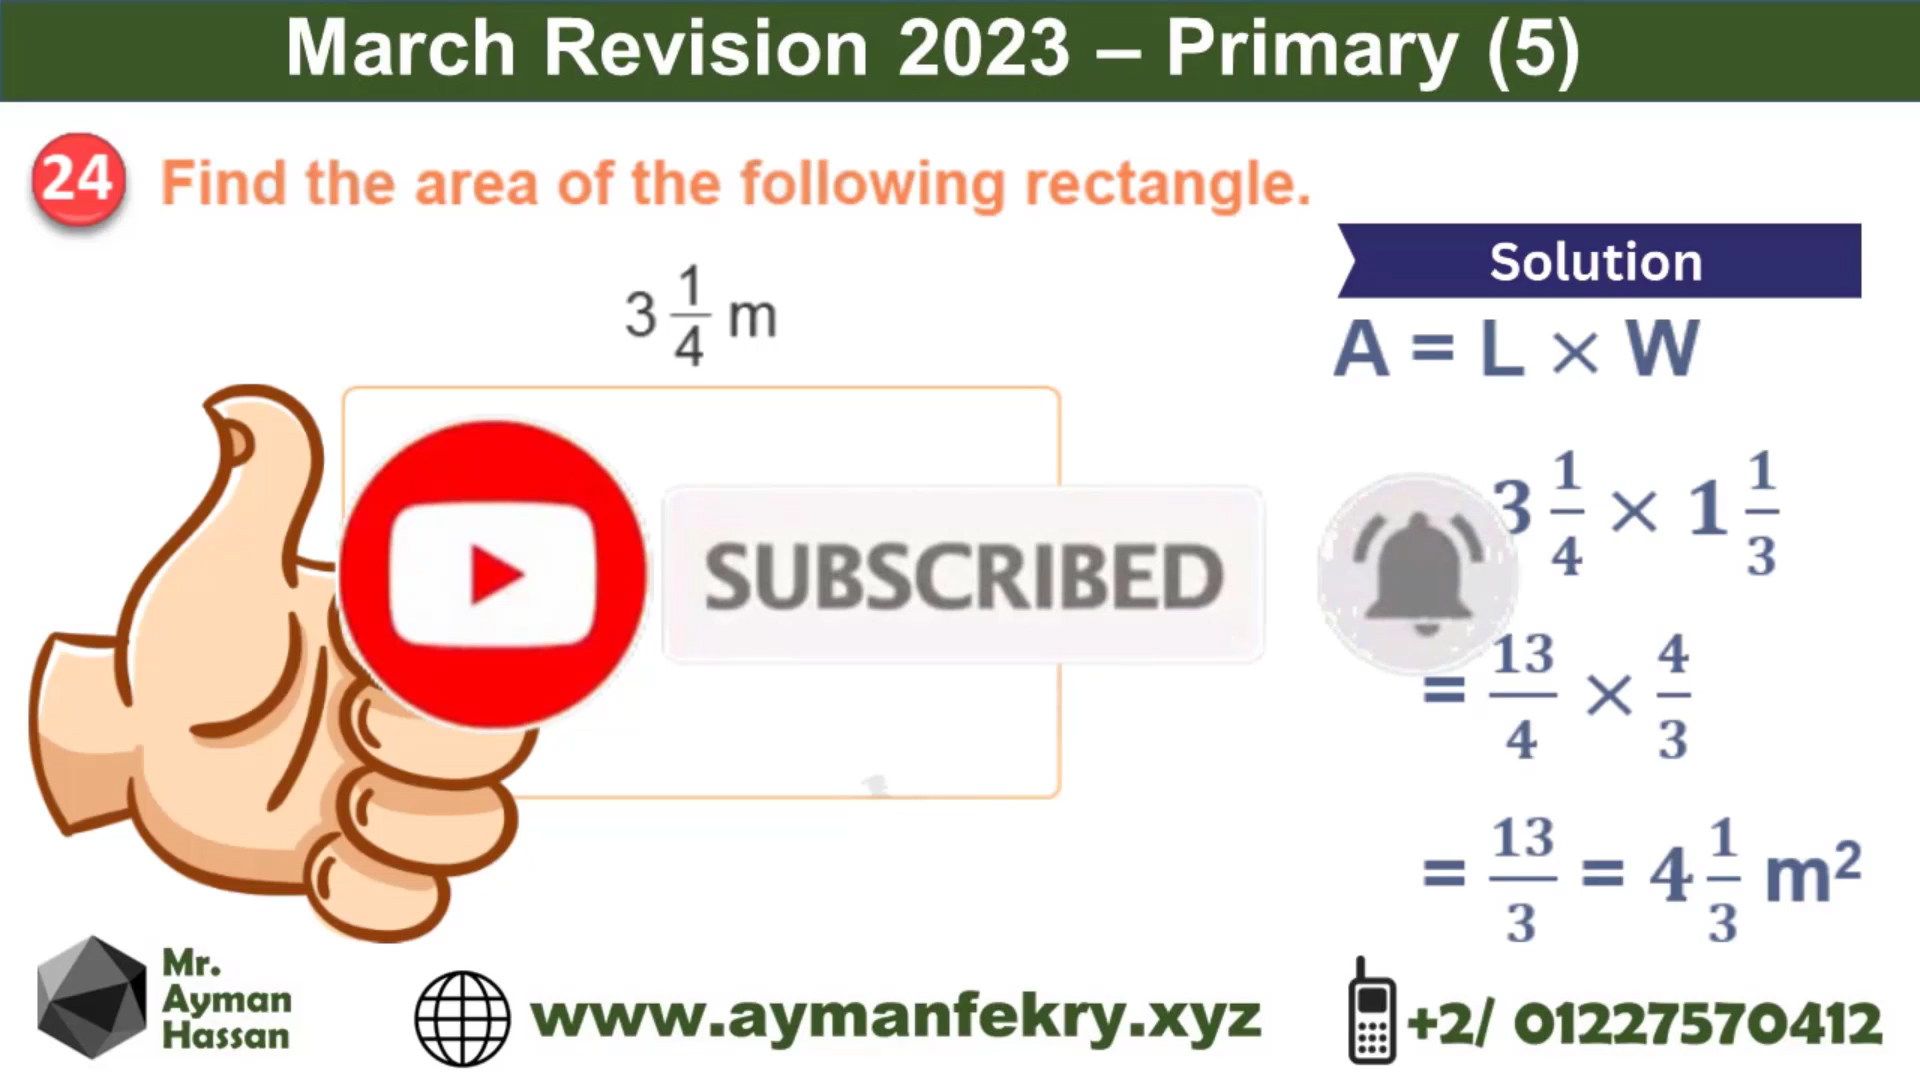 March Revision 2023 – Primary (5)
24 Find the area of the following rectangle.
3 1/4 m
Solution
A = L × W
3 1/4 × 1 1/3
= 13/4 × 4/3
= 13/3 = 4 1/3 m²
SUBSCRIBED
Mr.
Ayman
Hassan
www.aymanfekry.xyz
+2/ 01227570412